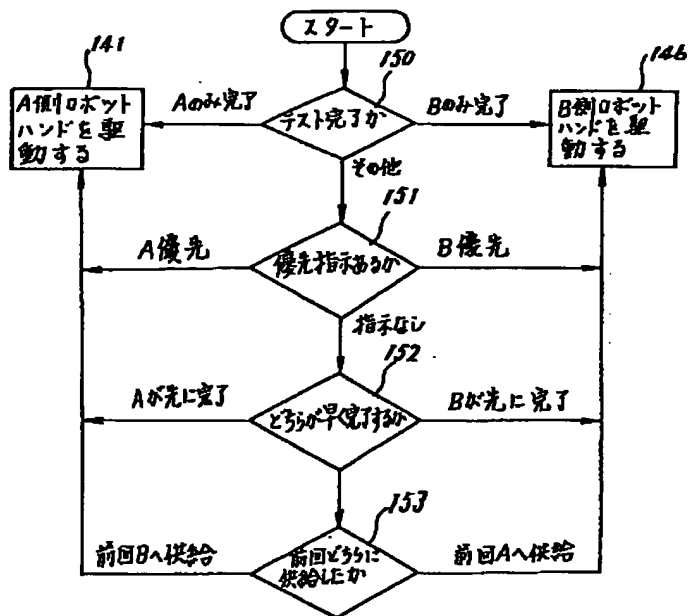 スタート
141
150
146
A側ロボット
ハンドを駆
動する
Aのみ完了
テスト完了か
Bのみ完了
B側ロボット
ハンドを駆
動する
その他
151
A優先
優先指示あるか
B優先
指示なし
152
Aが先に完了
どちらが早く完了するか
Bが先に完了
153
前回Bへ供給
前回どちらに
供給したか
前回Aへ供給